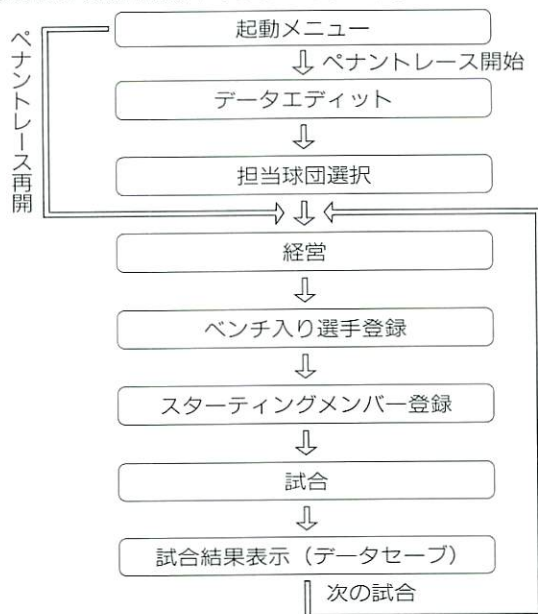 起動メニュー
ペナントレース再開
ペナントレース開始
データエディット
担当球団選択
経営
ベンチ入り選手登録
スターティングメンバー登録
試合
試合結果表示（データセーブ）
次の試合